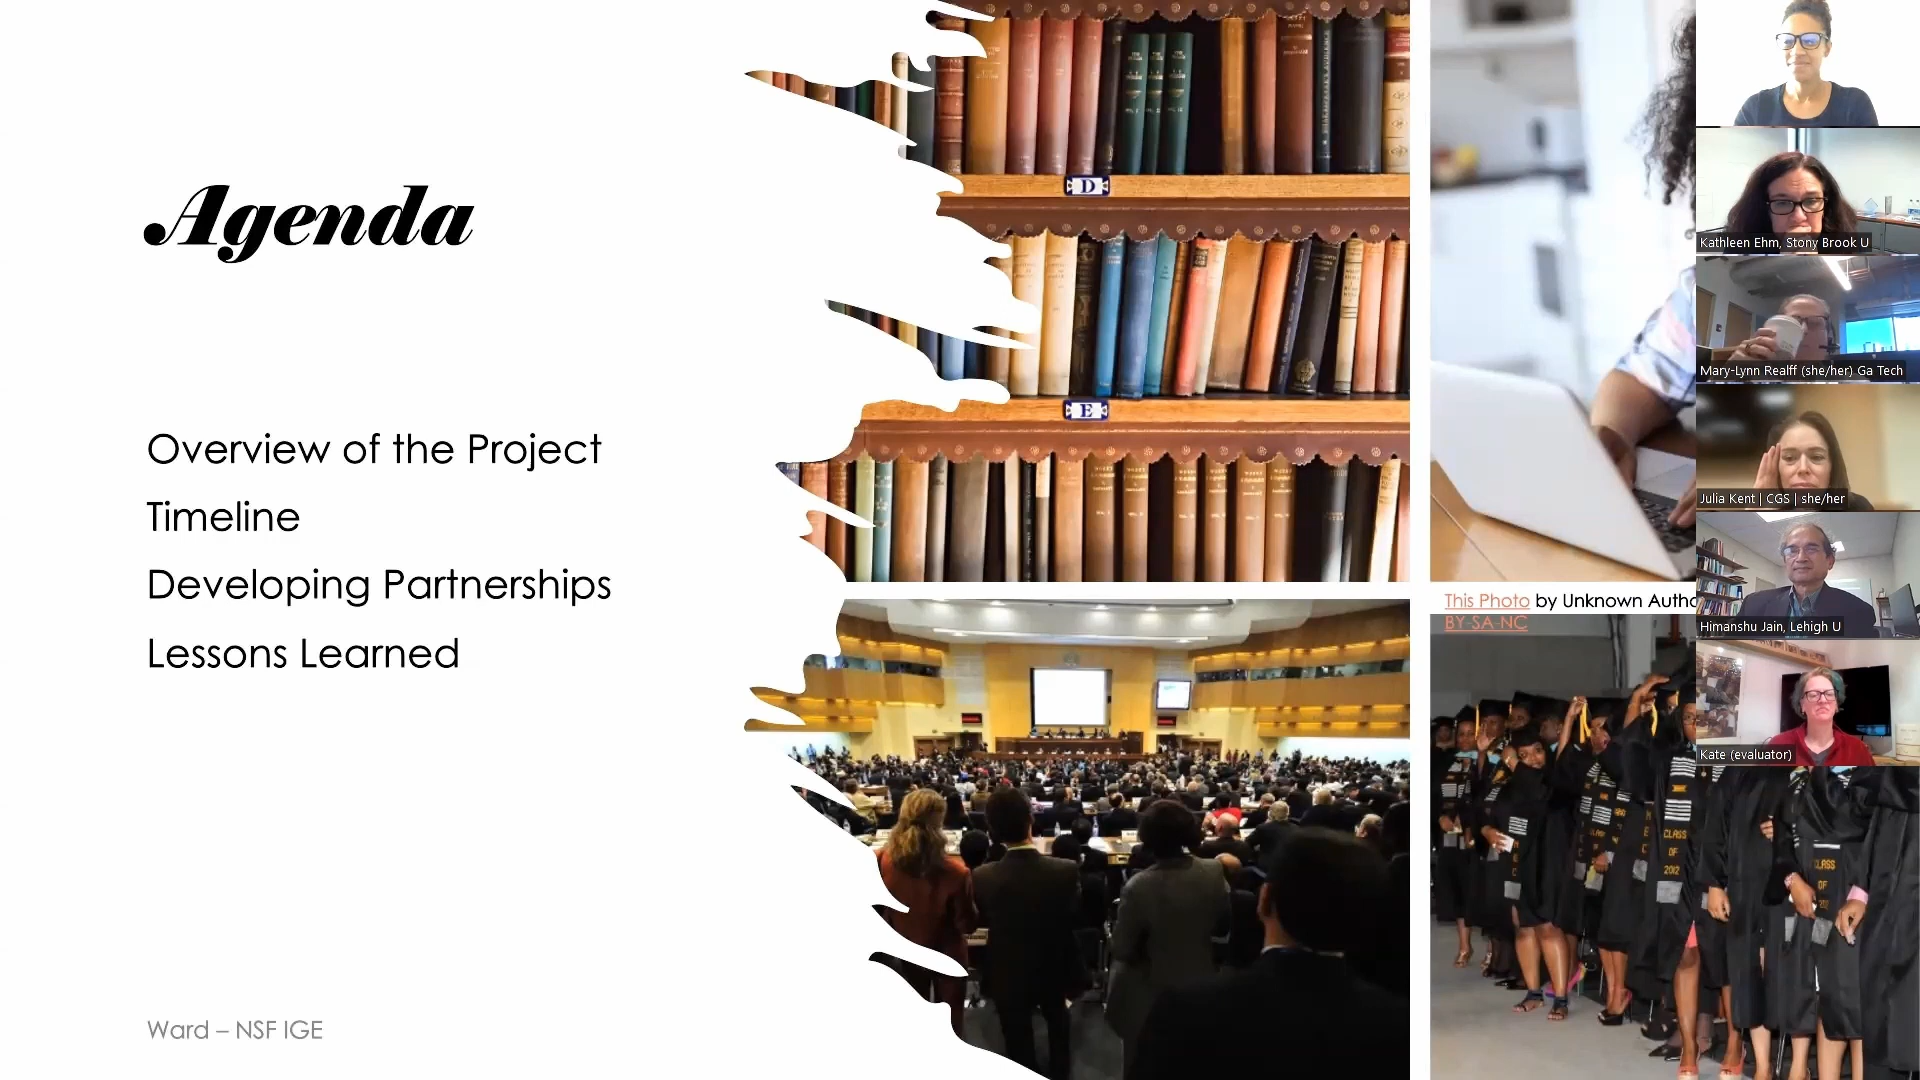 Agenda
Overview of the Project
Timeline
Developing Partnerships
Lessons Learned
Ward – NSF IGE
D
E
This Photo by Unknown Autho
BY-SA-NC
CLASS
OF
2012
CLASS
OF
Kathleen Ehm, Stony Brook U
Mary-Lynn Realff (she/her) Ga Tech
Julia Kent | CGS | she/her
Himanshu Jain, Lehigh U
Kate (evaluator)